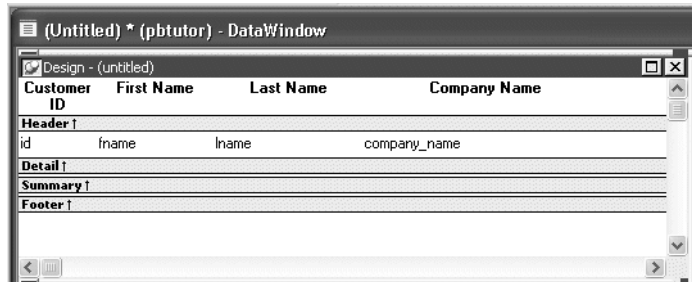 (Untitled) * (pbtutor) - DataWindow
Design - (untitled)
Customer ID First Name Last Name Company Name
Header ↑
id fname lname company_name
Detail ↑
Summary ↑
Footer ↑